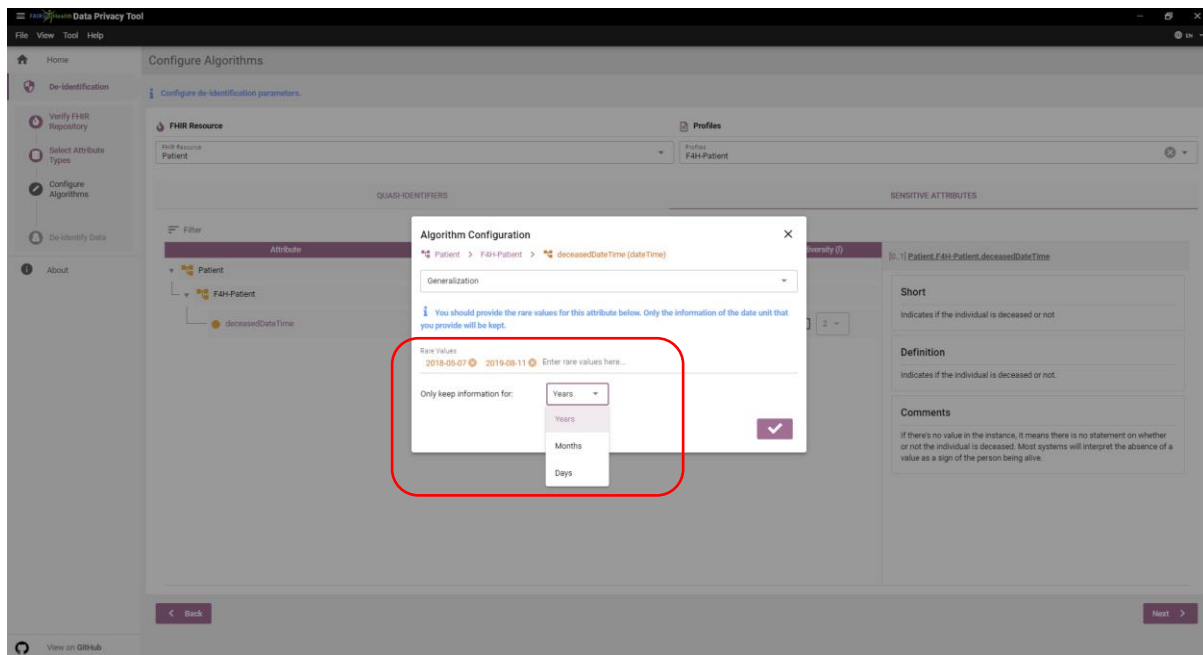 FAIR4Health Data Privacy Tool
File View Tool Help
EN
Home
De-identification
Verify FHIR
Repository
Select Attribute
Types
Configure
Algorithms
De-Identify Data
About
View on GitHub
Configure Algorithms
Configure de-identification parameters.
FHIR Resource
FHIR Resource
Patient
Profiles
Profiles
F4H-Patient
QUASI-IDENTIFIERS
SENSITIVE ATTRIBUTES
Filter
Attribute
Patient
F4H-Patient
deceasedDateTime
Algorithm Configuration
Patient > F4H-Patient > deceasedDateTime (dateTime)
Generalization
You should provide the rare values for this attribute below. Only the information of the date unit that
you provide will be kept.
Rare Values
2018-05-07 2019-08-11 Enter rare values here...
Only keep information for:
Years
Years
Months
Days
(l)
2
[0..1] Patient.F4H-Patient.deceasedDateTime
Short
Indicates if the individual is deceased or not
Definition
Indicates if the individual is deceased or not.
Comments
If there's no value in the instance, it means there is no statement on whether
or not the individual is deceased. Most systems will interpret the absence of a
value as a sign of the person being alive.
Back
Next